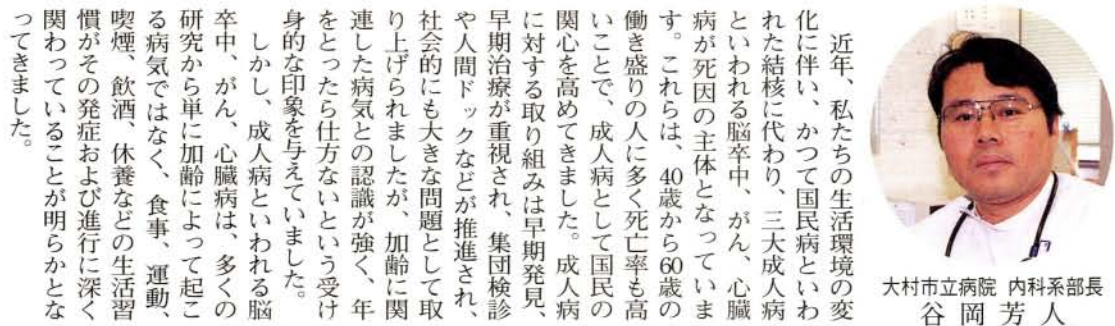 近年、私たちの生活環境の変
化に伴い、かつて国民病といわ
れた結核に代わり、三大成人病
といわれる脳卒中、がん、心臓
病が死因の主体となっていま
す。これらは、40歳から60歳の
働き盛りの人に多く死亡率も高
いことで、成人病として国民の
関心を高めてきました。成人病
に対する取り組みは早期発見、
早期治療が重視され、集団検診
や人間ドックなどが推進され、
社会的にも大きな問題として取
り上げられましたが、加齢に関
連した病気との認識が強く、年
をとったら仕方ないという受け
身的な印象を与えていました。
しかし、成人病といわれる脳
卒中、がん、心臓病は、多くの
研究から単に加齢によって起こ
る病気ではなく、食事、運動、
喫煙、飲酒、休養などの生活習
慣がその発症および進行に深く
関わっていることが明らかとな
ってきました。
大村市立病院 内科系部長
谷岡芳人